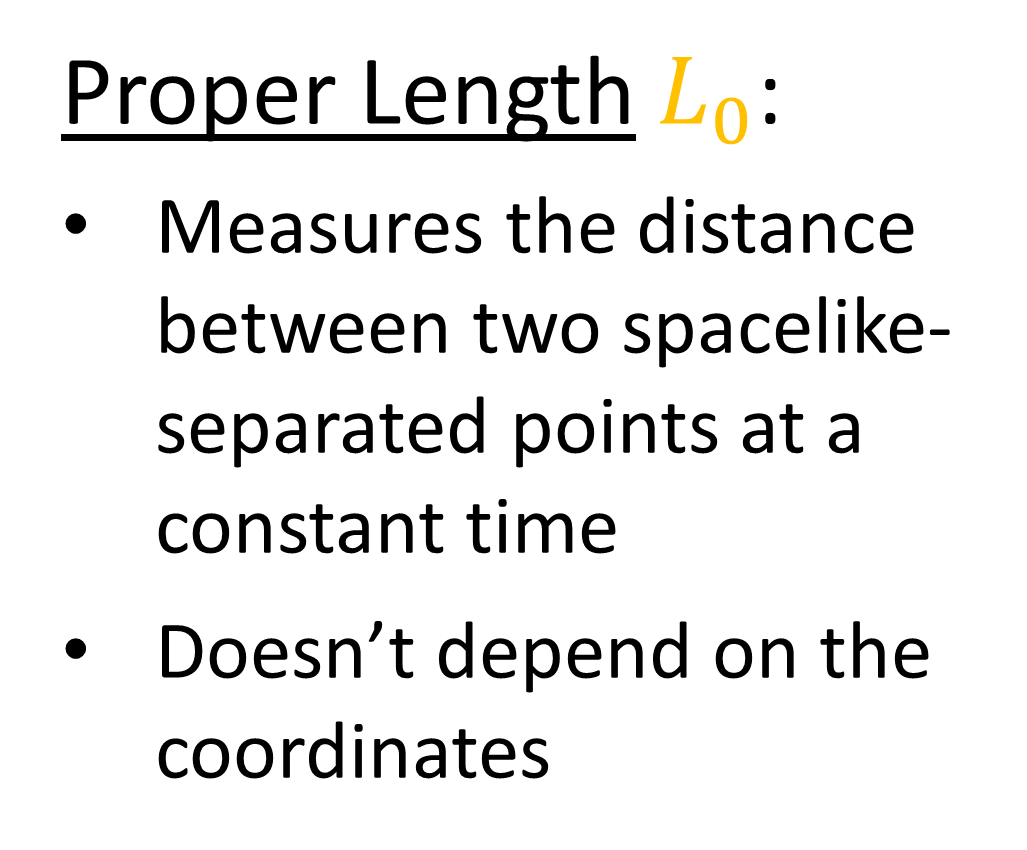 Proper Length L₀:
• Measures the distance
between two spacelike-
separated points at a
constant time
• Doesn’t depend on the
coordinates